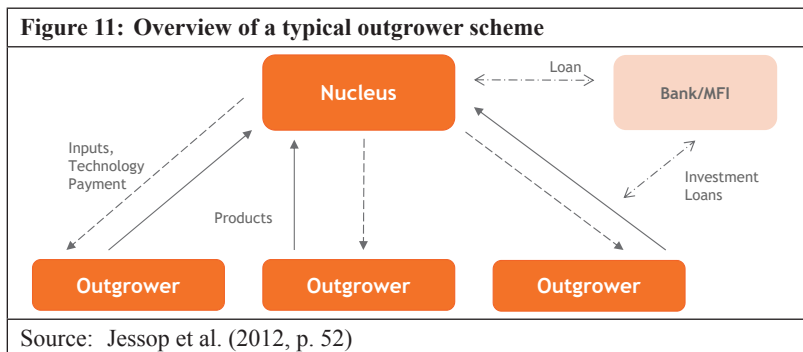 Figure 11: Overview of a typical outgrower scheme
Loan
Nucleus
Bank/MFI
Inputs,
Technology
Payment
Investment
Loans
Products
Outgrower
Outgrower
Outgrower
Source: Jessop et al. (2012, p. 52)